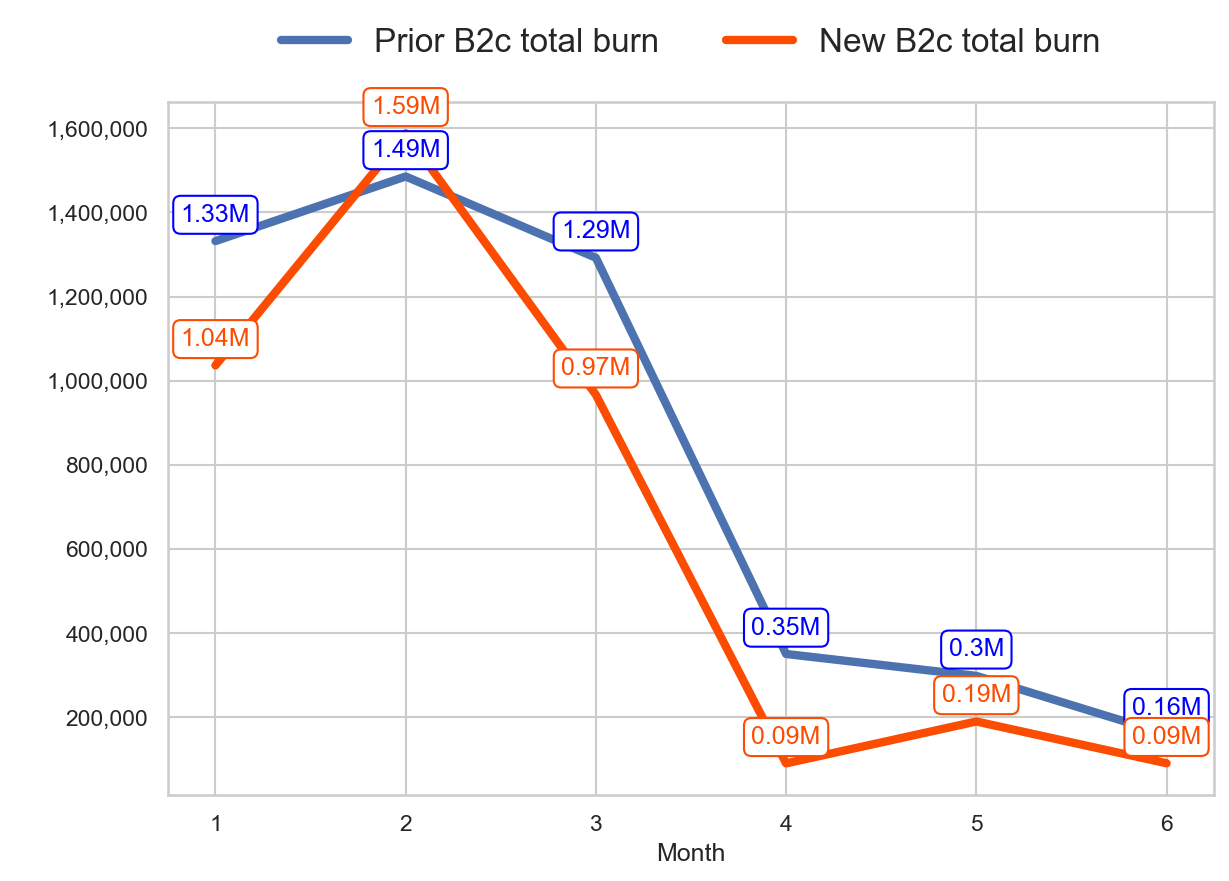 Prior B2c total burn New B2c total burn
1.59M
1,600,000
1.49M
1.33M
1,400,000
1.29M
1,200,000
1.04M
1,000,000
0.97M
800,000
600,000
0.35M
400,000
0.3M
0.19M
0.16M
200,000
0.09M
0.09M
1 2 3 4 5 6
Month